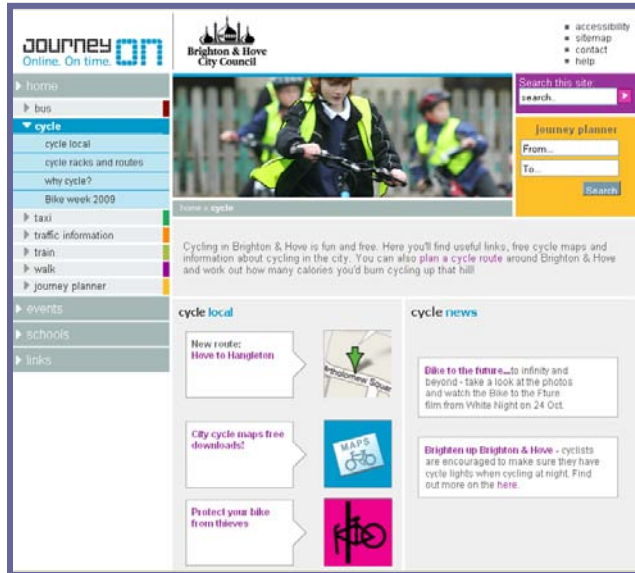 JOURNEY on
Online. On time.
Brighton & Hove
City Council
accessibility
sitemap
contact
help
home
bus
cycle
cycle local
cycle racks and routes
why cycle?
Bike week 2009
taxi
traffic information
train
walk
journey planner
events
schools
links
Search this site:
search..
journey planner
From...
To...
Search
home » cycle
Cycling in Brighton & Hove is fun and free. Here you'll find useful links, free cycle maps and
information about cycling in the city. You can also plan a cycle route around Brighton & Hove
and work out how many calories you'd burn cycling up that hill!
cycle local
New route:
Hove to Hangleton
artholomew Squar
City cycle maps free
downloads!
MAPS
Protect your bike
from thieves
cycle news
Bike to the future...to infinity and
beyond - take a look at the photos
and watch the Bike to the Fture
film from White Night on 24 Oct.
Brighten up Brighton & Hove - cyclists
are encouraged to make sure they have
cycle lights when cycling at night. Find
out more on the here.